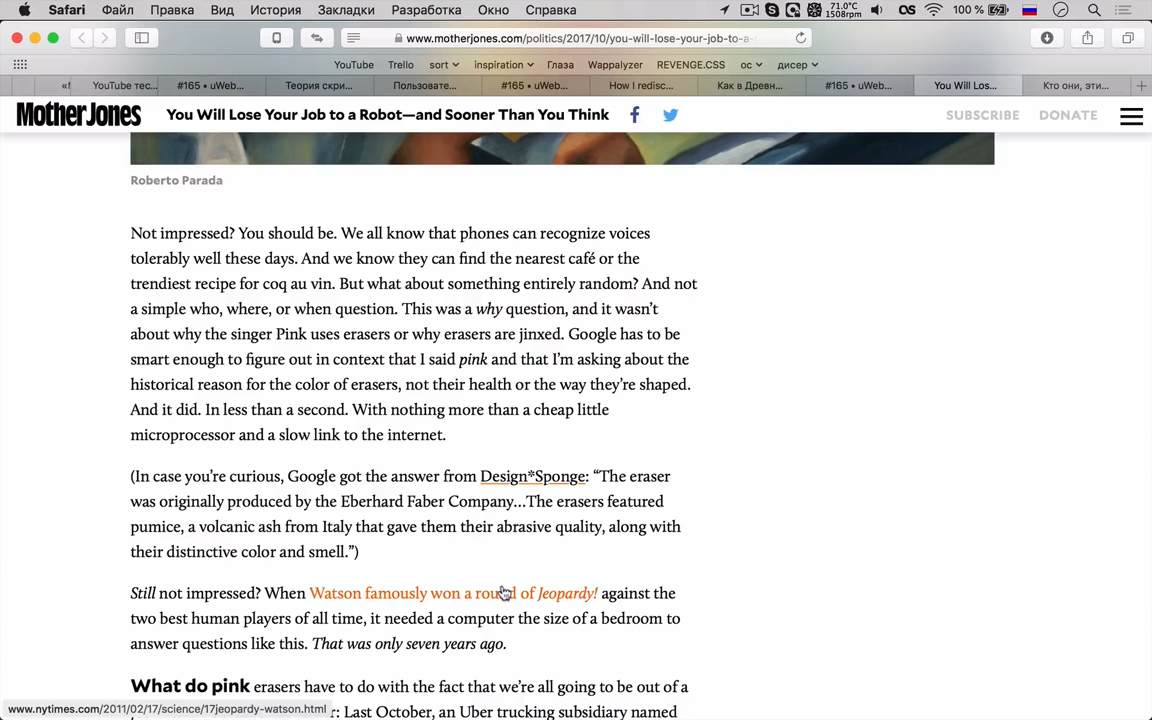 Safari Файл Правка Вид История Закладки Разработка Окно Справка 71.0°C 1508rpm 100 %
www.motherjones.com/politics/2017/10/you-will-lose-your-job-to-a-
YouTube Trello sort inspiration Глаза Wappalyzer REVENGE.CSS ос дисер
«И YouTube тес... #165 • uWeb... Теория скри... Пользовате... #165 • uWeb... How I redisc... Как в Древн... #165 • uWeb... You Will Los... Кто они, эти...
Mother Jones You Will Lose Your Job to a Robot—and Sooner Than You Think SUBSCRIBE DONATE
Roberto Parada
Not impressed? You should be. We all know that phones can recognize voices
tolerably well these days. And we know they can find the nearest café or the
trendiest recipe for coq au vin. But what about something entirely random? And not
a simple who, where, or when question. This was a why question, and it wasn’t
about why the singer Pink uses erasers or why erasers are jinxed. Google has to be
smart enough to figure out in context that I said pink and that I’m asking about the
historical reason for the color of erasers, not their health or the way they’re shaped.
And it did. In less than a second. With nothing more than a cheap little
microprocessor and a slow link to the internet.
(In case you’re curious, Google got the answer from Design*Sponge: “The eraser
was originally produced by the Eberhard Faber Company…The erasers featured
pumice, a volcanic ash from Italy that gave them their abrasive quality, along with
their distinctive color and smell.”)
Still not impressed? When Watson famously won a round of Jeopardy! against the
two best human players of all time, it needed a computer the size of a bedroom to
answer questions like this. That was only seven years ago.
What do pink erasers have to do with the fact that we’re all going to be out of a
www.nytimes.com/2011/02/17/science/17jeopardy-watson.html r: Last October, an Uber trucking subsidiary named